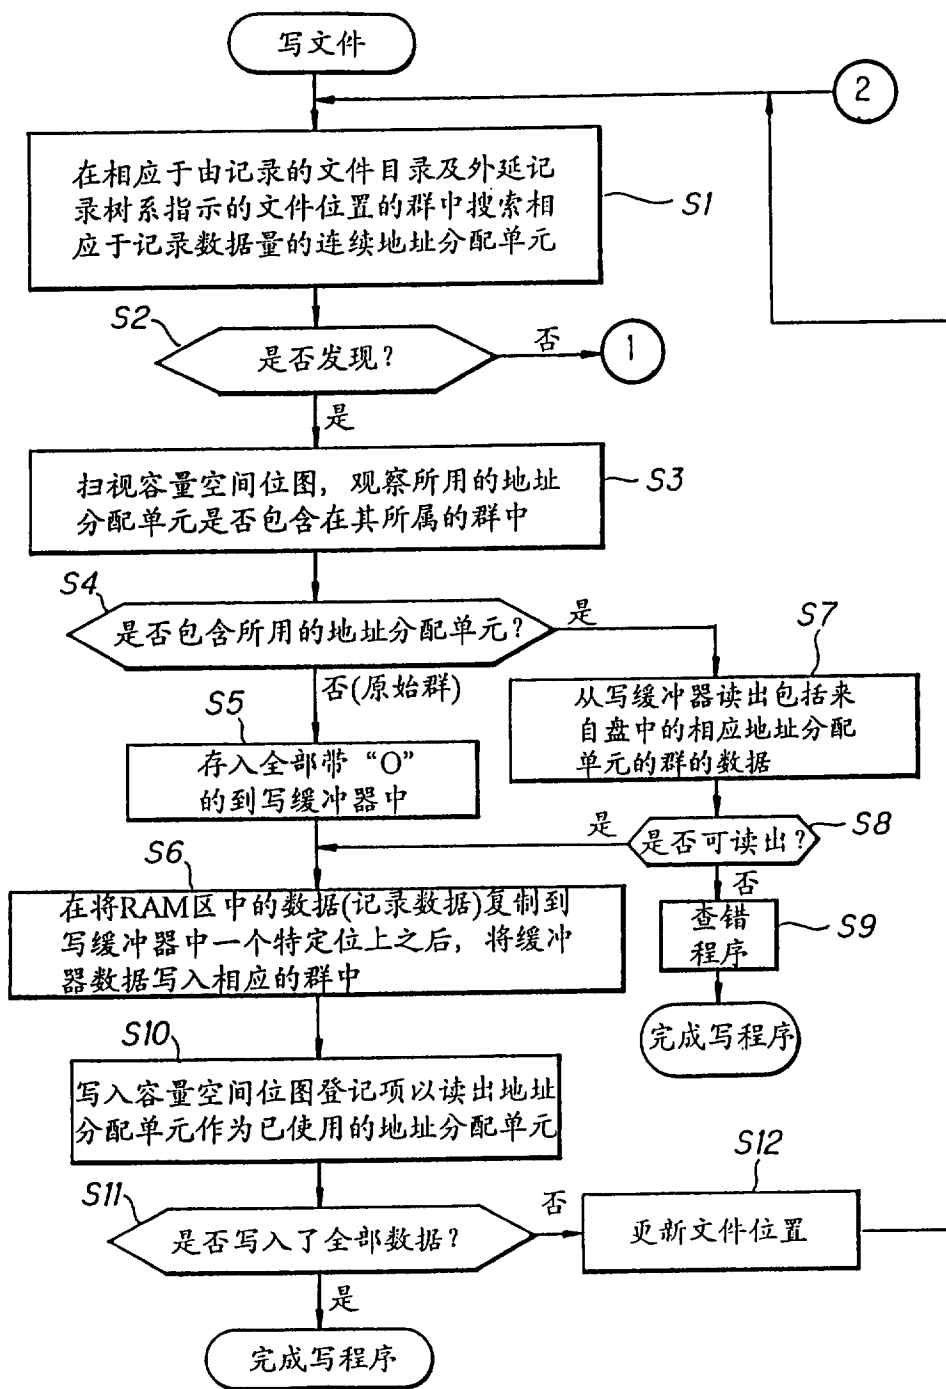 写文件
2
在相应于由记录的文件目录及外延记
录树系指示的文件位置的群中搜索相
应于记录数据量的连续地址分配单元
S1
S2
是否发现?
否
1
是
扫视容量空间位图，观察所用的地址
分配单元是否包含在其所属的群中
S3
S4
是否包含所用的地址分配单元?
是
S7
否(原始群)
从写缓冲器读出包括来
自盘中的相应地址分配
单元的群的数据
S5
存入全部带“O”
的到写缓冲器中
是
是否可读出?
S8
S6
否
在将RAM区中的数据(记录数据)复制到
写缓冲器中一个特定位上之后，将缓冲
器数据写入相应的群中
查错
程序
S9
完成写程序
S10
写入容量空间位图登记项以读出地址
分配单元作为已使用的地址分配单元
S12
S11
是否写入了全部数据?
否
更新文件位置
是
完成写程序